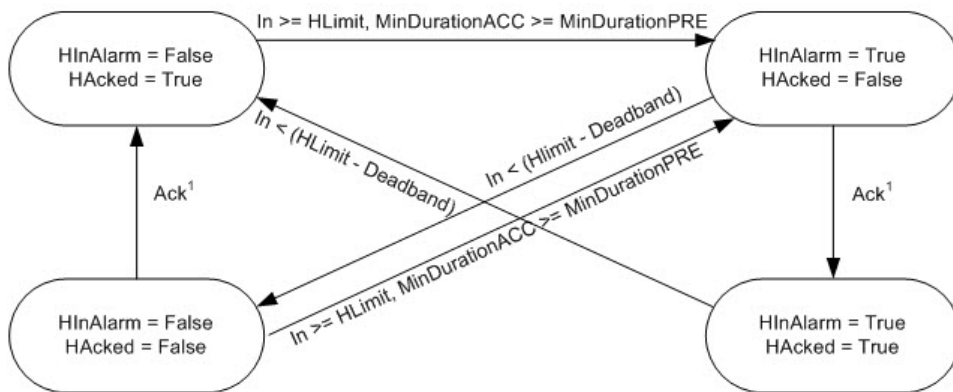 In >= HLimit, MinDurationACC >= MinDurationPRE
HInAlarm = False
HAcked = True
HInAlarm = True
HAcked = False
In < (HLimit - Deadband)
In < (Hlimit - Deadband)
Ack¹
In >= HLimit, MinDurationACC >= MinDurationPRE
Ack¹
HInAlarm = False
HAcked = False
HInAlarm = True
HAcked = True